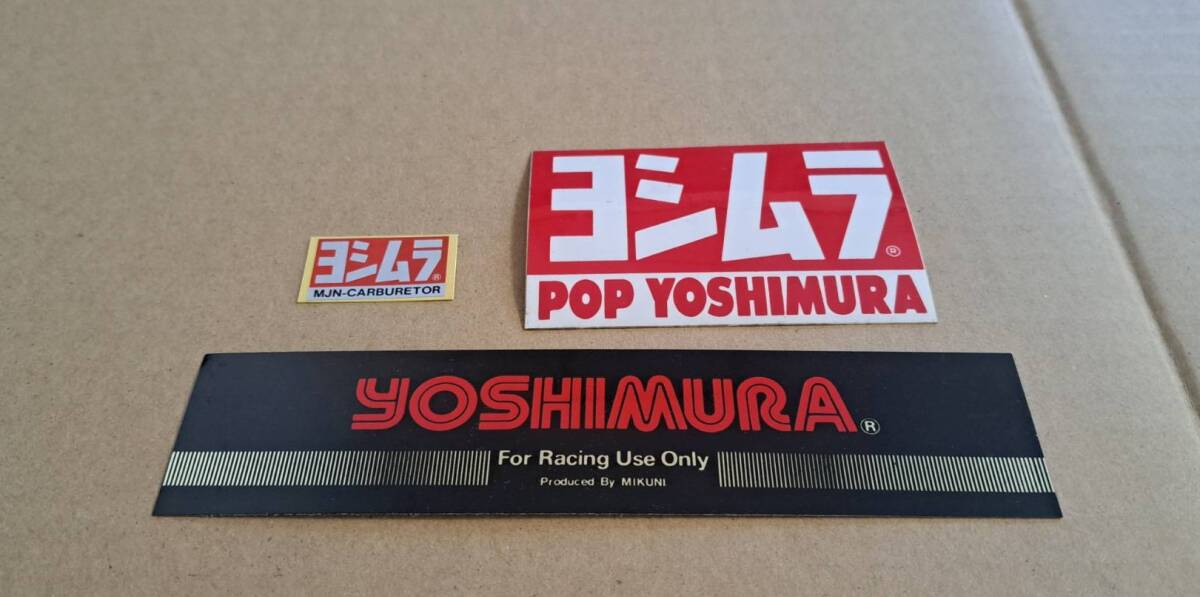 ヨシムラ®
MJN-CARBURETOR
ヨシムラ®
POP YOSHIMURA
YOSHIMURA®
For Racing Use Only
Produced By MIKUNI